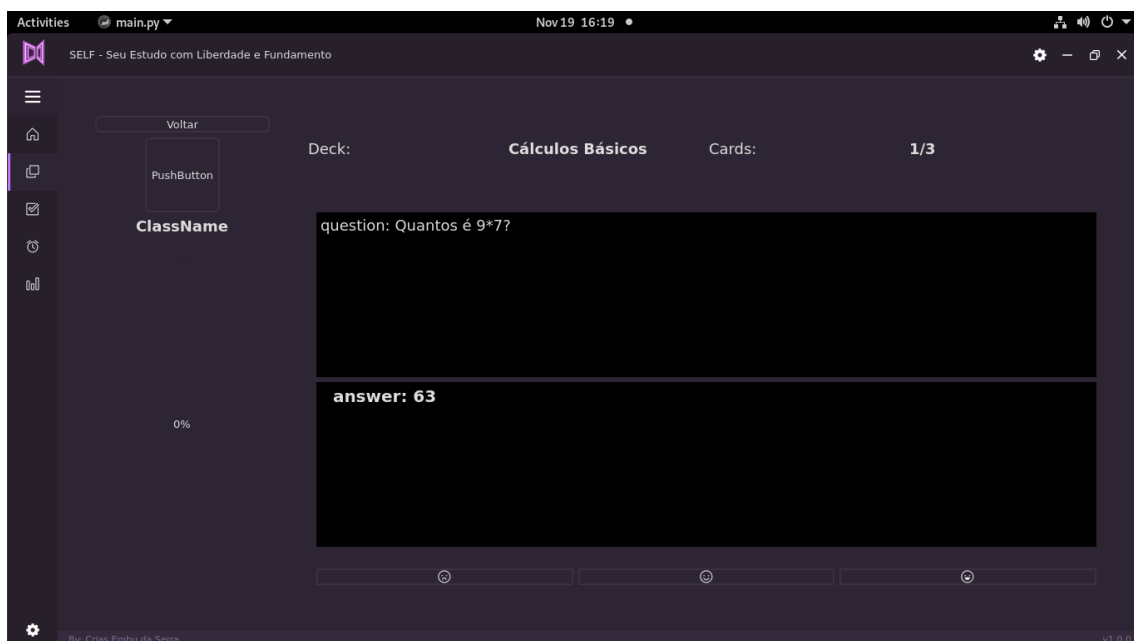 Activities main.py Nov 19 16:19
SELF - Seu Estudo com Liberdade e Fundamento
Voltar
PushButton
ClassName
Deck: Cálculos Básicos Cards: 1/3
question: Quantos é 9*7?
answer: 63
0%
By: Crias Embu da Serra v1.0.0